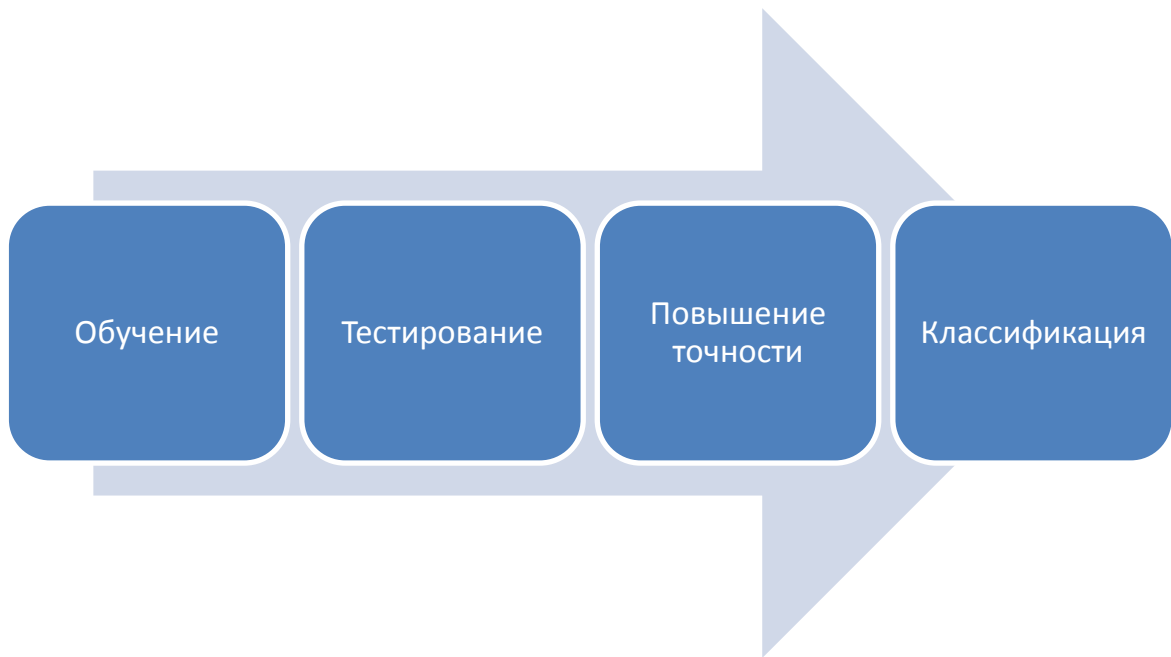 Обучение
Тестирование
Повышение
точности
Классификация